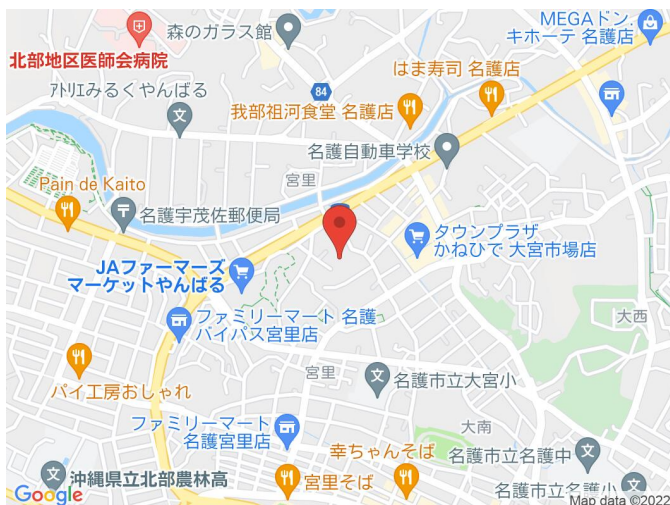 森のガラス館
MEGAドン.
キホーテ 名護店
北部地区医師会病院
はま寿司 名護店
アトリエみるくやんばる
84
我部祖河食堂 名護店
名護自動車学校
宮里
Pain de Kaito
名護宇茂佐郵便局
タウンプラザ
かねひで 大宮市場店
JAファーマーズ
マーケットやんばる
ファミリーマート 名護
バイパス宮里店
大西
宮里
名護市立大宮小
パイ工房おしゃれ
ファミリーマート
名護宮里店
大南
幸ちゃんそば
名護市立名護中
沖縄県立北部農林高
宮里そば
名護市立名護小
Google
Map data ©2022